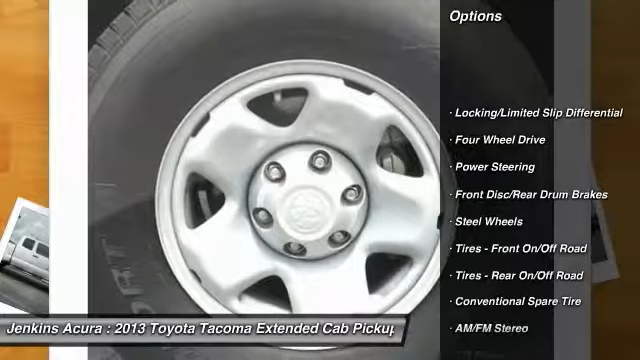 Options
· Locking/Limited Slip Differential
· Four Wheel Drive
· Power Steering
· Front Disc/Rear Drum Brakes
· Steel Wheels
· Tires - Front On/Off Road
· Tires - Rear On/Off Road
· Conventional Spare Tire
· AM/FM Stereo
Jenkins Acura : 2013 Toyota Tacoma Extended Cab Pickup